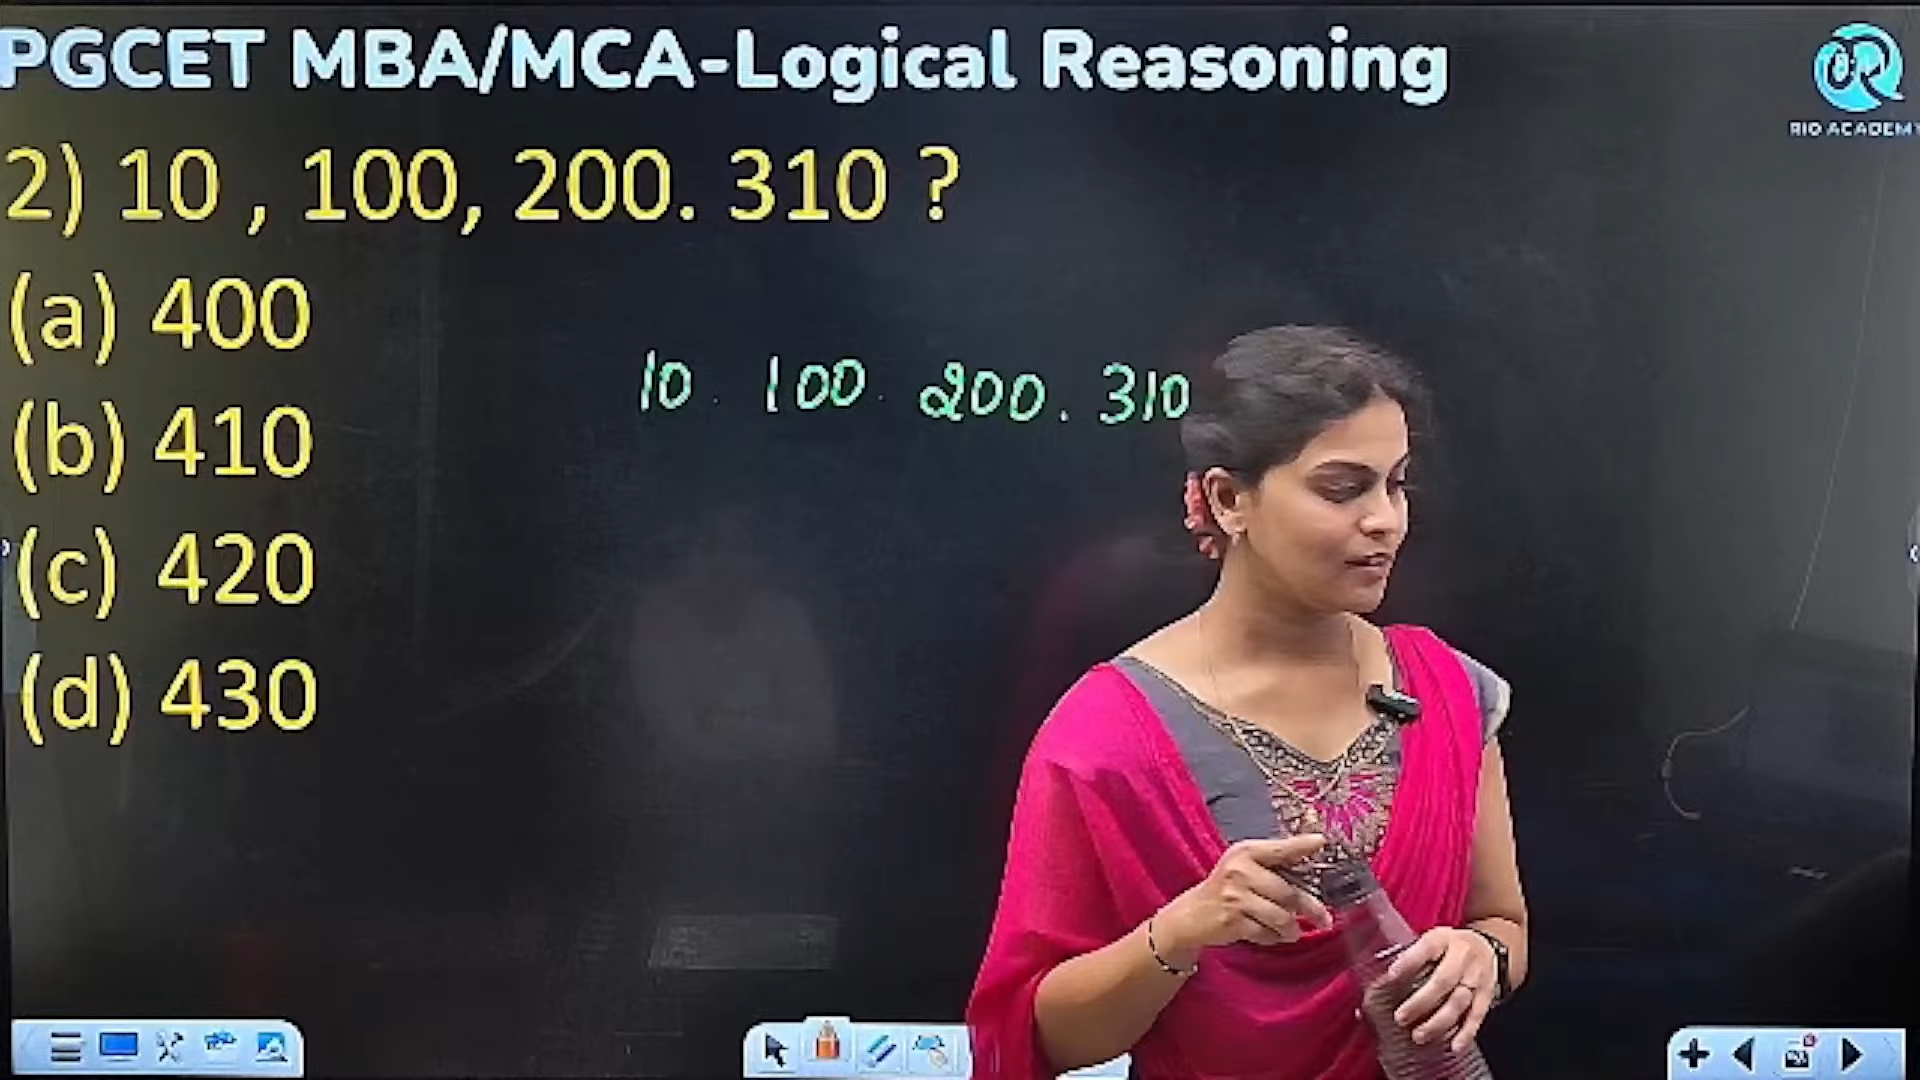 PGCET MBA/MCA-Logical Reasoning
RIO ACADEMY
2) 10 , 100, 200. 310 ?
(a) 400
(b) 410
(c) 420
(d) 430
10 . 100 . 200 . 310